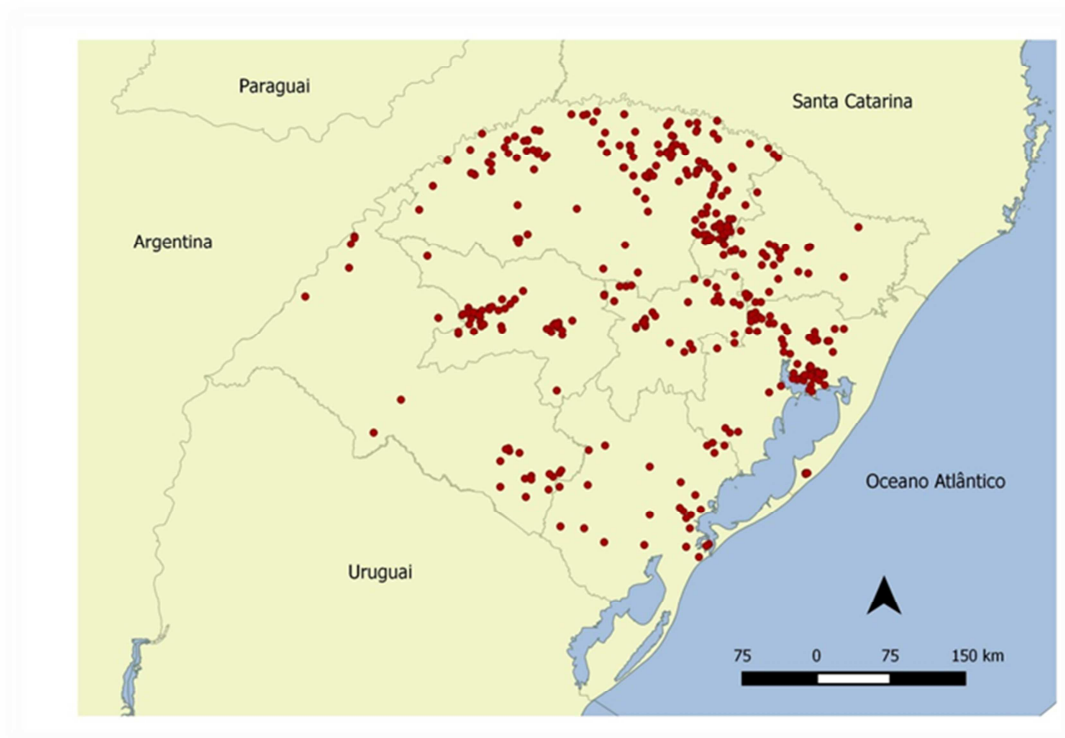 Paraguai
Santa Catarina
Argentina
Oceano Atlântico
Uruguai
75 0 75 150 km